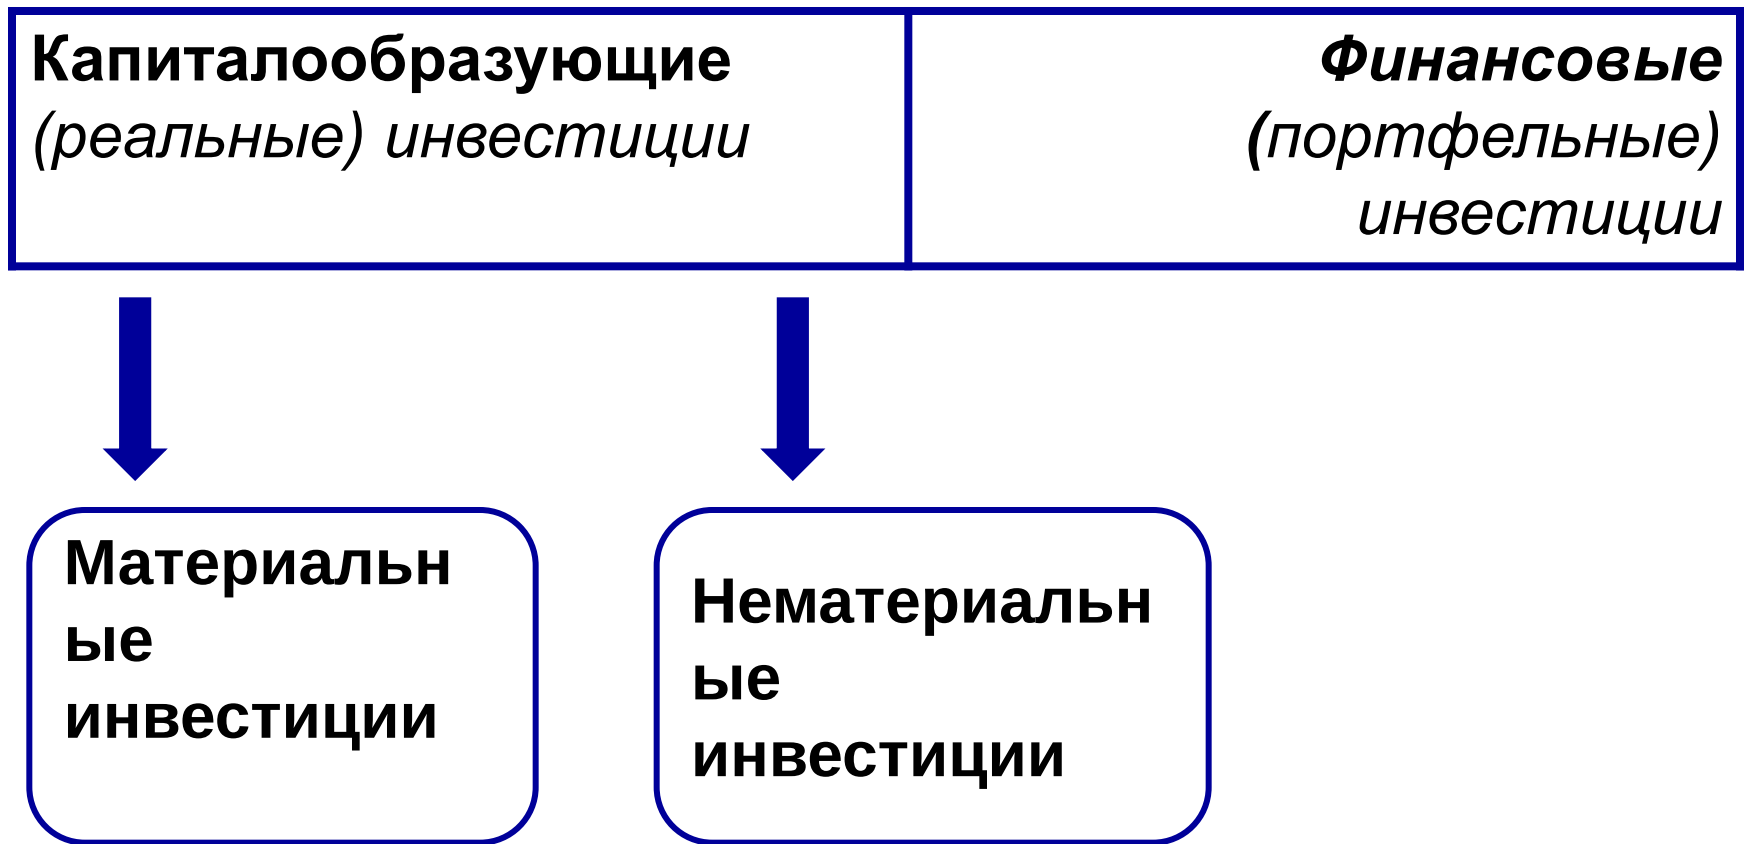 Капиталообразующие
(реальные) инвестиции
Финансовые
(портфельные)
инвестиции
Материальн
ые
инвестиции
Нематериальн
ые
инвестиции